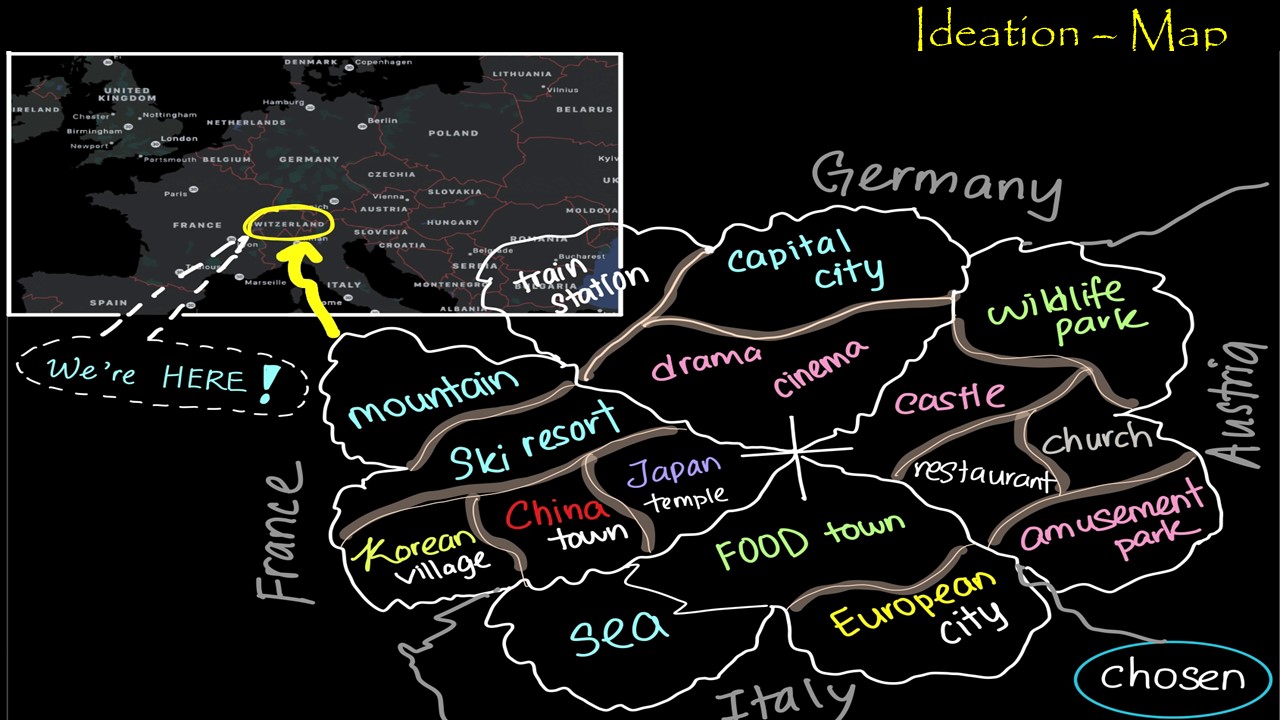 Ideation – Map
DENMARK
Copenhagen
LITHUANIA
Vilnius
UNITED
KINGDOM
IRELAND
Hamburg
BELARUS
Chester
Nottingham
NETHERLANDS
Berlin
Birmingham
POLAND
London
Newport
Portsmouth
BELGIUM
GERMANY
Kyiv
CZECHIA
UK
Paris
SLOVAKIA
Vienna
AUSTRIA
MOLDOVA
FRANCE
WITZERLAND
HUNGARY
SLOVENIA
CROATIA
ROMANIA
Belgrade
Bucharest
SERBIA
Marseille
ITALY
MONTENEGRO
BULGARIA
SPAIN
ALBANIA
We're HERE!
Germany
France
Austria
Italy
train
station
capital
city
wildlife
park
mountain
drama
cinema
castle
Ski resort
church
restaurant
Japan
temple
China
town
Korean
village
FOOD town
amusement
park
sea
European
city
chosen